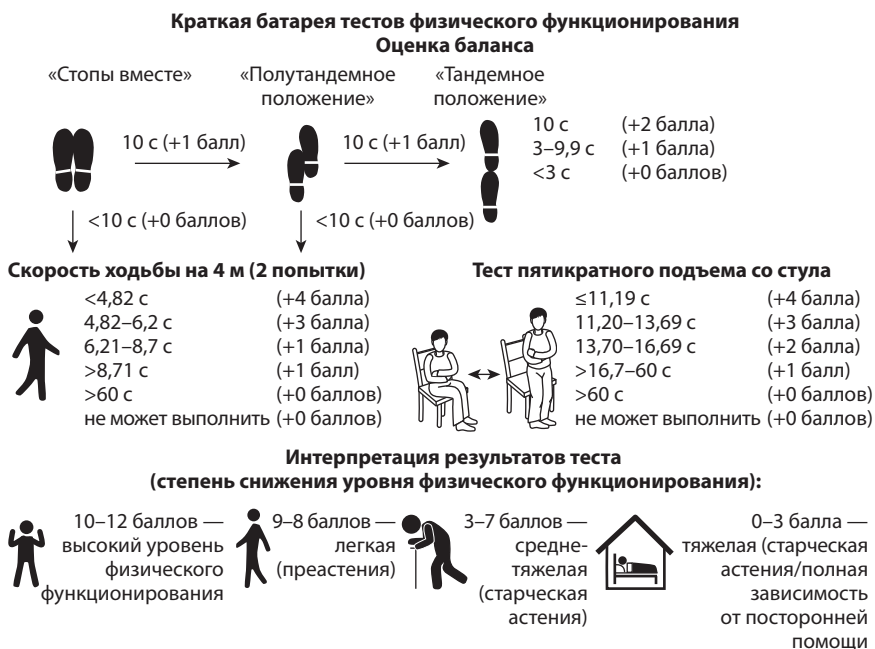 Краткая батарея тестов физического функционирования
Оценка баланса
«Стопы вместе»
«Полутандемное
положение»
«Тандемное
положение»
10 с (+1 балл)
10 с (+1 балл)
10 с (+2 балла)
3–9,9 с (+1 балла)
<3 с (+0 баллов)
<10 с (+0 баллов)
<10 с (+0 баллов)
Скорость ходьбы на 4 м (2 попытки)
<4,82 с (+4 балла)
4,82–6,2 с (+3 балла)
6,21–8,7 с (+1 балла)
>8,71 с (+1 балл)
>60 с (+0 баллов)
не может выполнить (+0 баллов)
Тест пятикратного подъема со стула
≤11,19 с (+4 балла)
11,20–13,69 с (+3 балла)
13,70–16,69 с (+2 балла)
>16,7–60 с (+1 балл)
>60 с (+0 баллов)
не может выполнить (+0 баллов)
Интерпретация результатов теста
(степень снижения уровня физического функционирования):
10–12 баллов —
высокий уровень
физического
функционирования
9–8 баллов —
легкая
(преастения)
3–7 баллов —
средне-
тяжелая
(старческая
астения)
0–3 балла —
тяжелая (старческая
астения/полная
зависимость
от посторонней
помощи